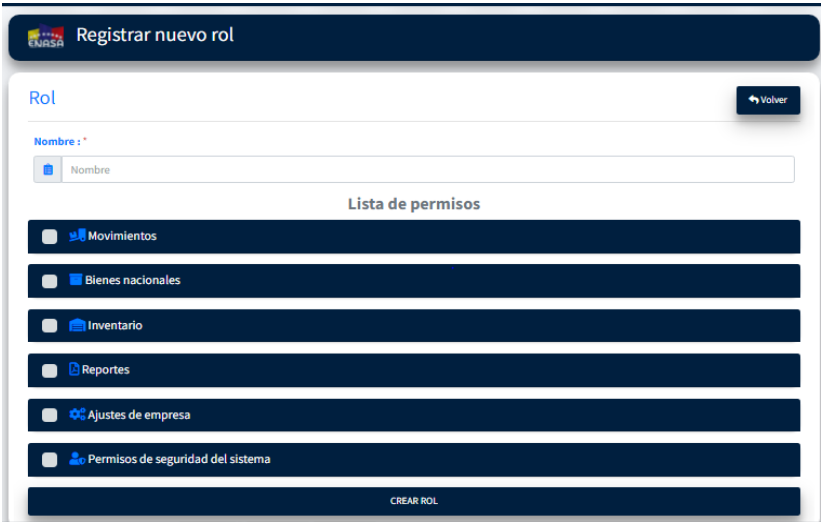 ENASA Registrar nuevo rol
Rol
Volver
Nombre : *
Nombre
Lista de permisos
Movimientos
Bienes nacionales
Inventario
Reportes
Ajustes de empresa
Permisos de seguridad del sistema
CREAR ROL